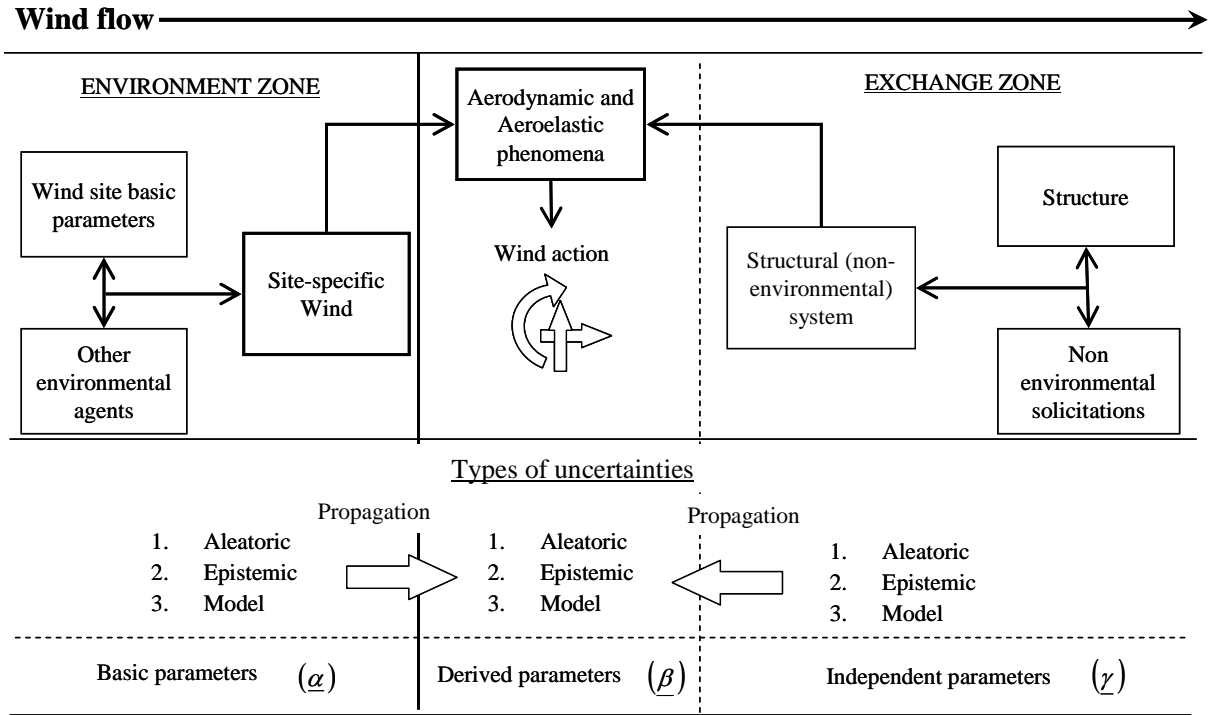 Wind flow
ENVIRONMENT ZONE
Wind site basic
parameters
Other
environmental
agents
Site-specific
Wind
Aerodynamic and
Aeroelastic
phenomena
Wind action
EXCHANGE ZONE
Structural (non-
environmental)
system
Structure
Non
environmental
solicitations
Types of uncertainties
Propagation
1. Aleatoric
2. Epistemic
3. Model
1. Aleatoric
2. Epistemic
3. Model
Propagation
1. Aleatoric
2. Epistemic
3. Model
Basic parameters (α)
Derived parameters (β)
Independent parameters (γ)